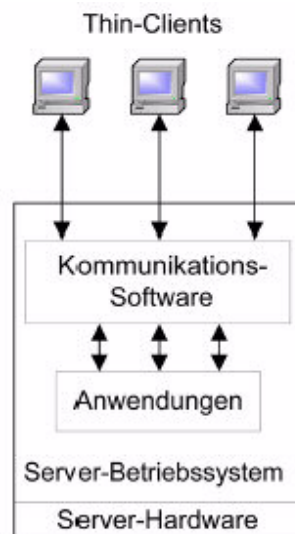 Thin-Clients
Kommunikations-
Software
Anwendungen
Server-Betriebssystem
Server-Hardware